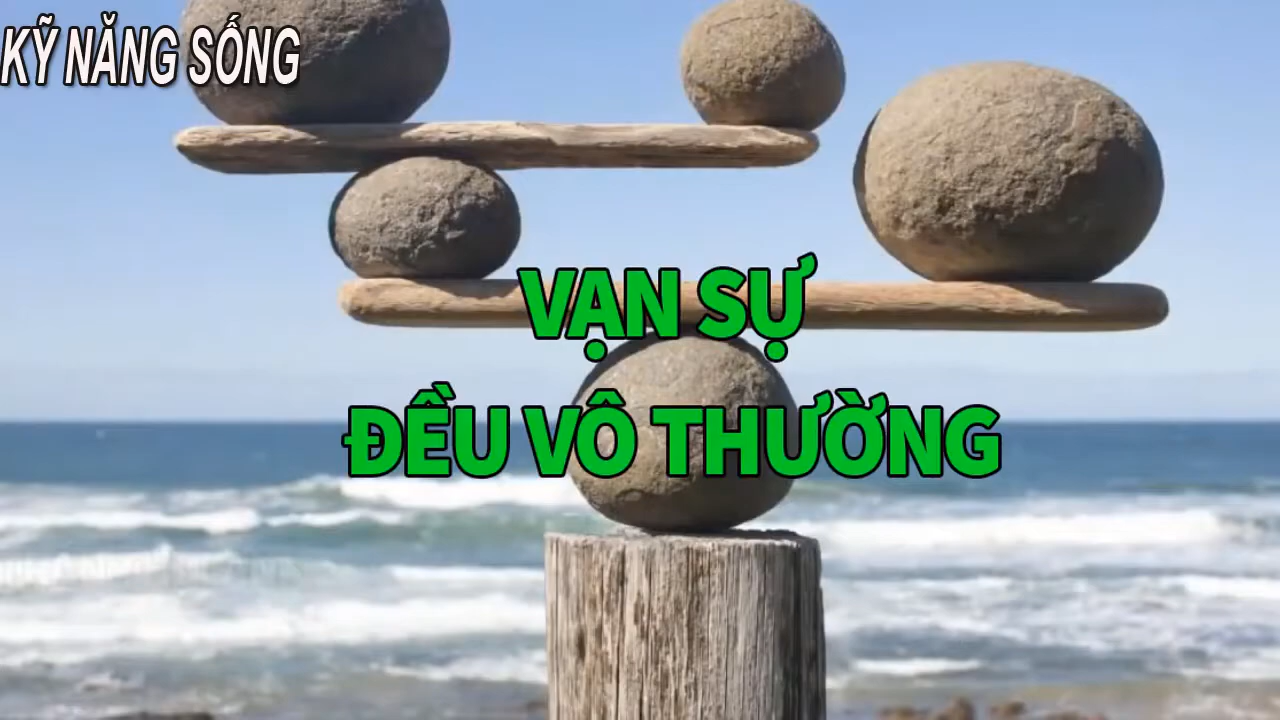 KỸ NĂNG SỐNG
VẠN SỰ
ĐỀU VÔ THƯỜNG